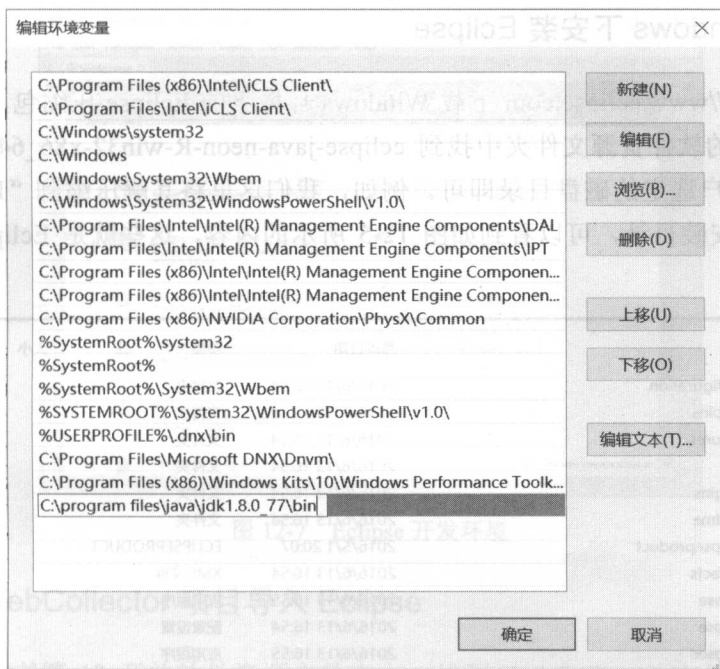 编辑环境变量
C:\Program Files (x86)\Intel\iCLS Client\
C:\Program Files\Intel\iCLS Client\
C:\Windows\system32
C:\Windows
C:\Windows\System32\Wbem
C:\Windows\System32\WindowsPowerShell\v1.0\
C:\Program Files\Intel\Intel(R) Management Engine Components\DAL
C:\Program Files\Intel\Intel(R) Management Engine Components\IPT
C:\Program Files (x86)\Intel\Intel(R) Management Engine Componen...
C:\Program Files (x86)\Intel\Intel(R) Management Engine Componen...
C:\Program Files (x86)\NVIDIA Corporation\PhysX\Common
%SystemRoot%\system32
%SystemRoot%
%SystemRoot%\System32\Wbem
%SYSTEMROOT%\System32\WindowsPowerShell\v1.0\
%USERPROFILE%\.dnx\bin
C:\Program Files\Microsoft DNX\Dnvm\
C:\Program Files (x86)\Windows Kits\10\Windows Performance Toolk...
C:\program files\java\jdk1.8.0_77\bin
新建(N)
编辑(E)
浏览(B)...
删除(D)
上移(U)
下移(O)
编辑文本(T)...
确定
取消